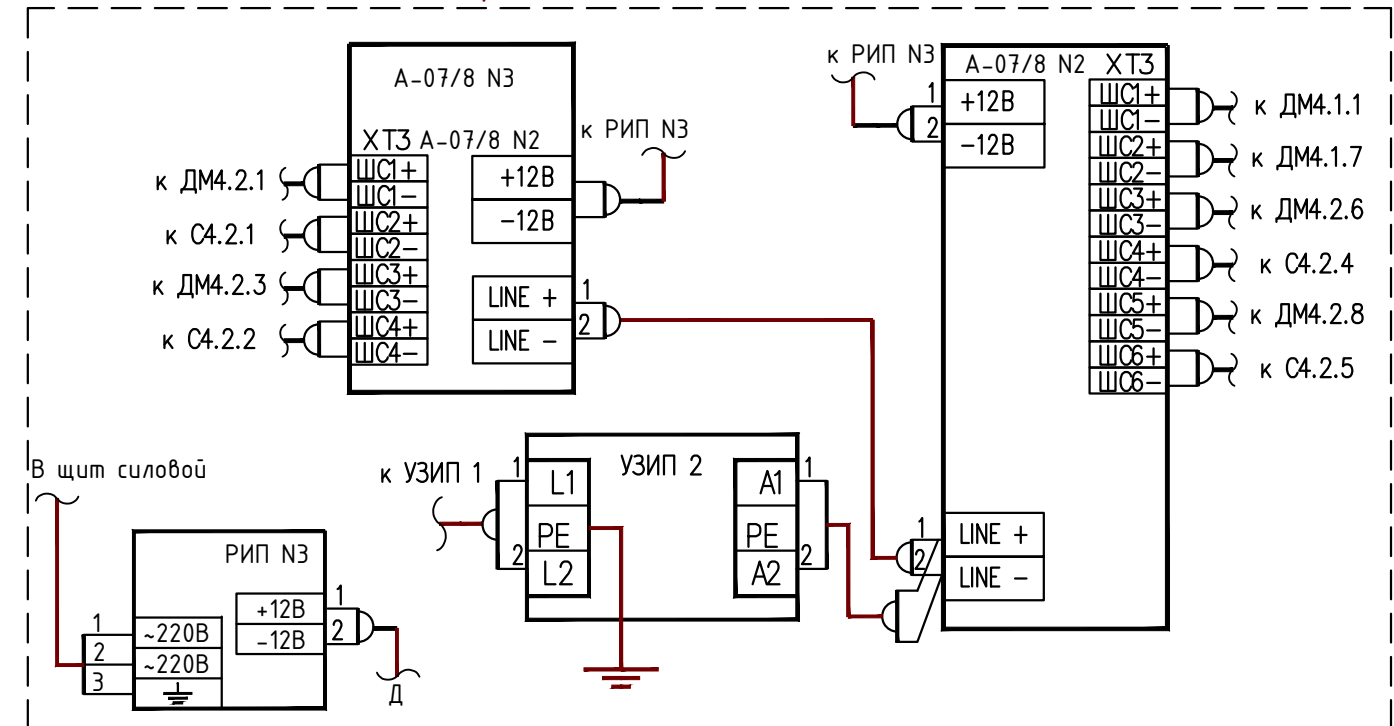 А-07/8 N3
XT3 А-07/8 N2
к РИП N3
к ДМ4.2.1
ШС1+
ШС1-
+12В
-12В
к С4.2.1
ШС2+
ШС2-
к ДМ4.2.3
ШС3+
ШС3-
LINE +
1
к С4.2.2
ШС4+
ШС4-
LINE -
2
к РИП N3
А-07/8 N2
XT3
1
+12В
2
-12В
ШС1+
ШС1-
к ДМ4.1.1
ШС2+
ШС2-
к ДМ4.1.7
ШС3+
ШС3-
к ДМ4.2.6
ШС4+
ШС4-
к С4.2.4
ШС5+
ШС5-
к ДМ4.2.8
ШС6+
ШС6-
к С4.2.5
1
LINE +
2
LINE -
к УЗИП 1
УЗИП 2
1
L1
PE
2
L2
A1
1
PE
A2
2
В щит силовой
РИП N3
1
~220В
2
~220В
3
+12В
1
-12В
2
Д